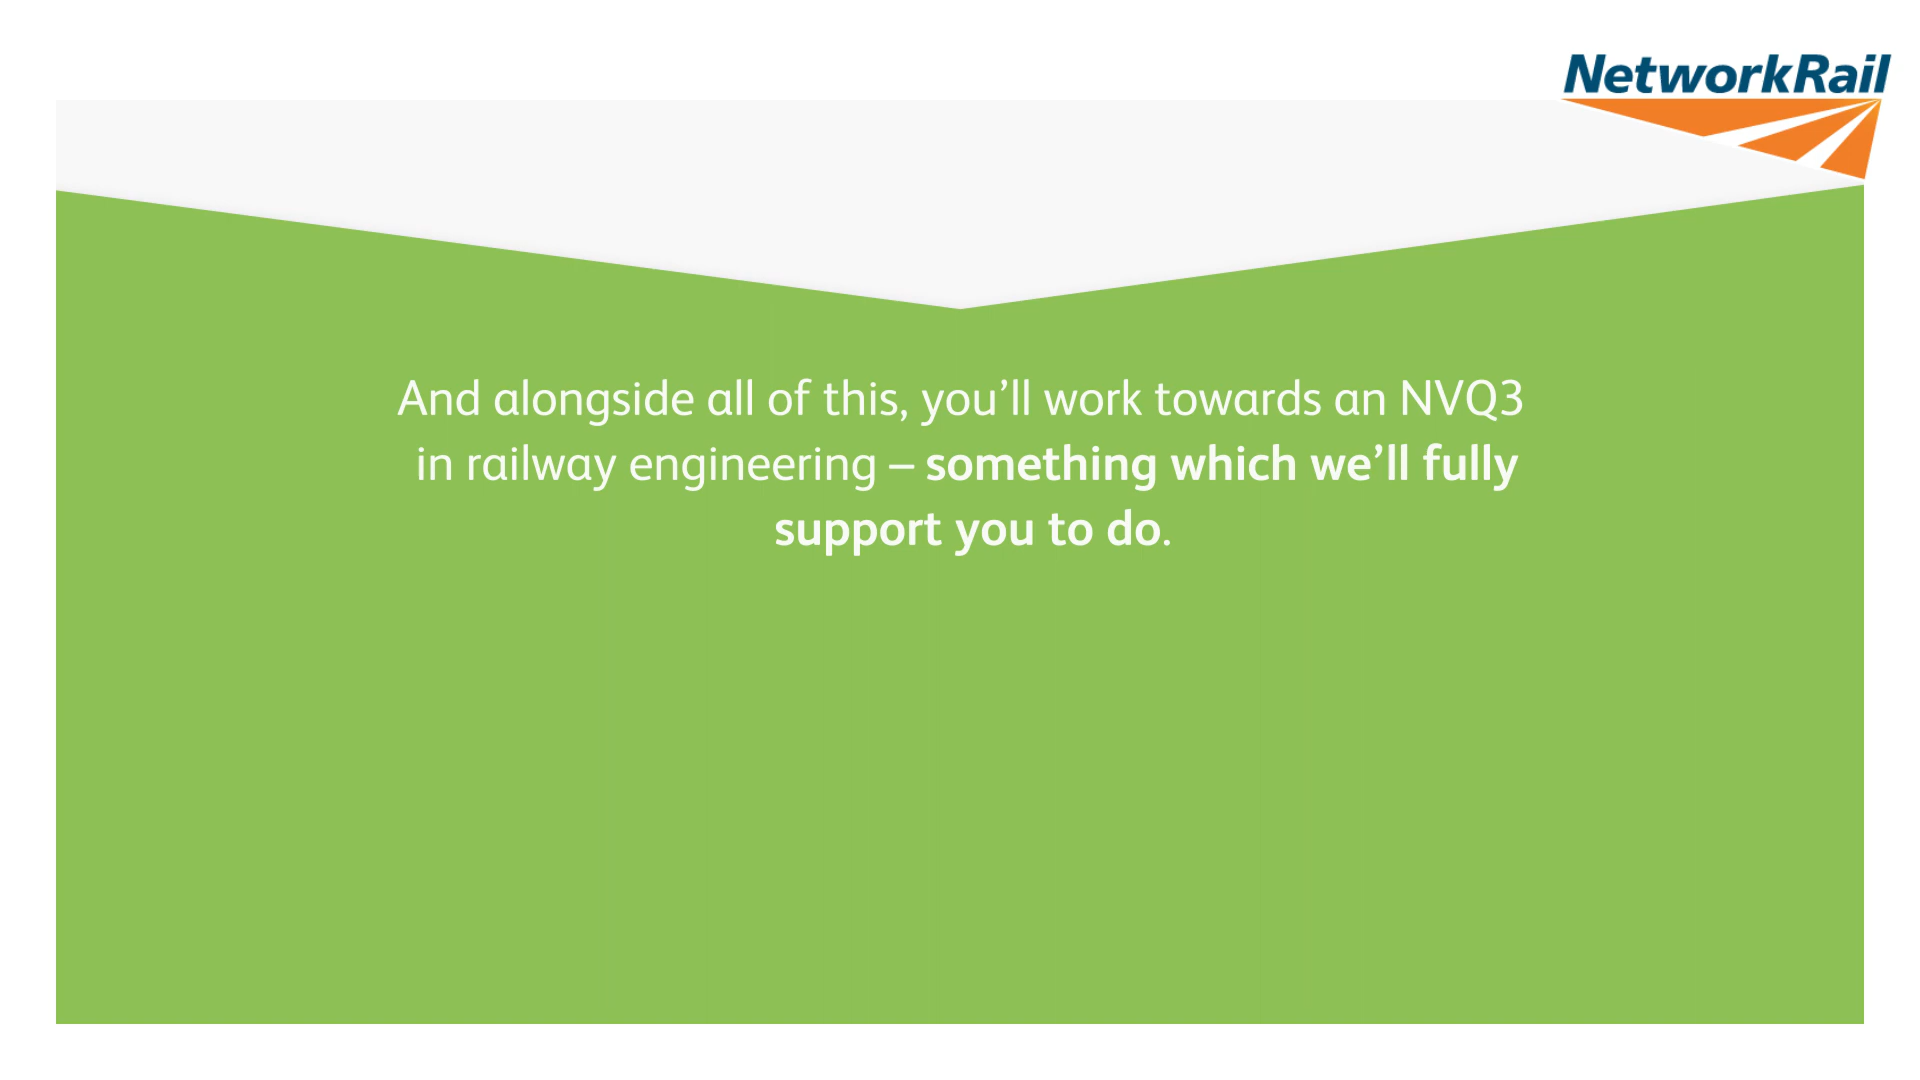 NetworkRail
And alongside all of this, you’ll work towards an NVQ3
in railway engineering – something which we’ll fully
support you to do.